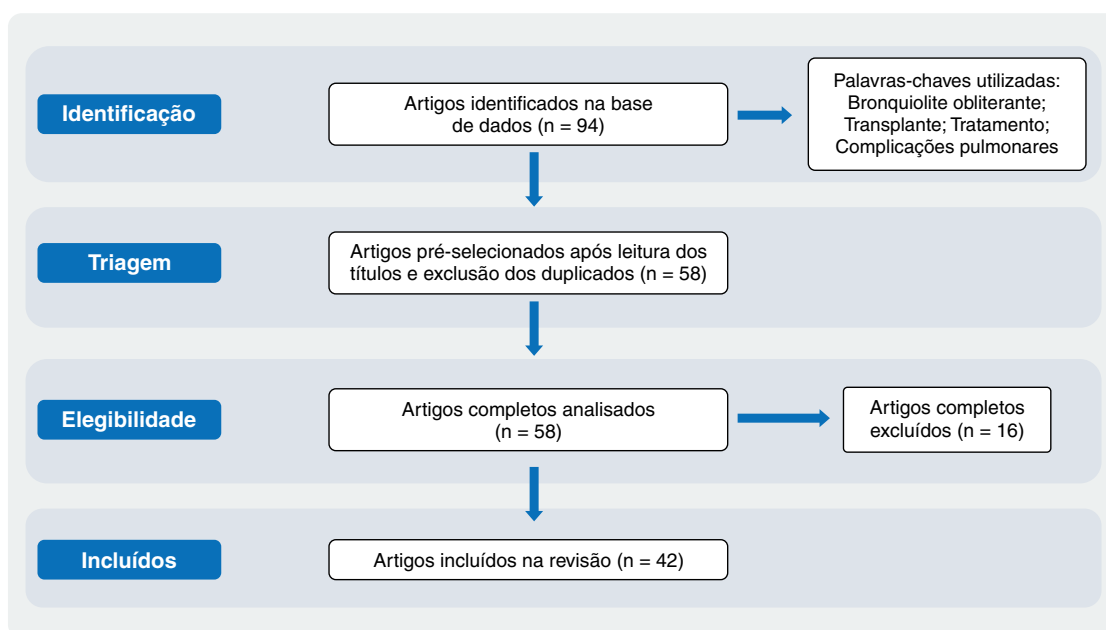 Identificação
Artigos identificados na base
de dados (n = 94)
Palavras-chaves utilizadas:
Bronquiolite obliterante;
Transplante; Tratamento;
Complicações pulmonares
Triagem
Artigos pré-selecionados após leitura dos
títulos e exclusão dos duplicados (n = 58)
Elegibilidade
Artigos completos analisados
(n = 58)
Artigos completos
excluídos (n = 16)
Incluídos
Artigos incluídos na revisão (n = 42)